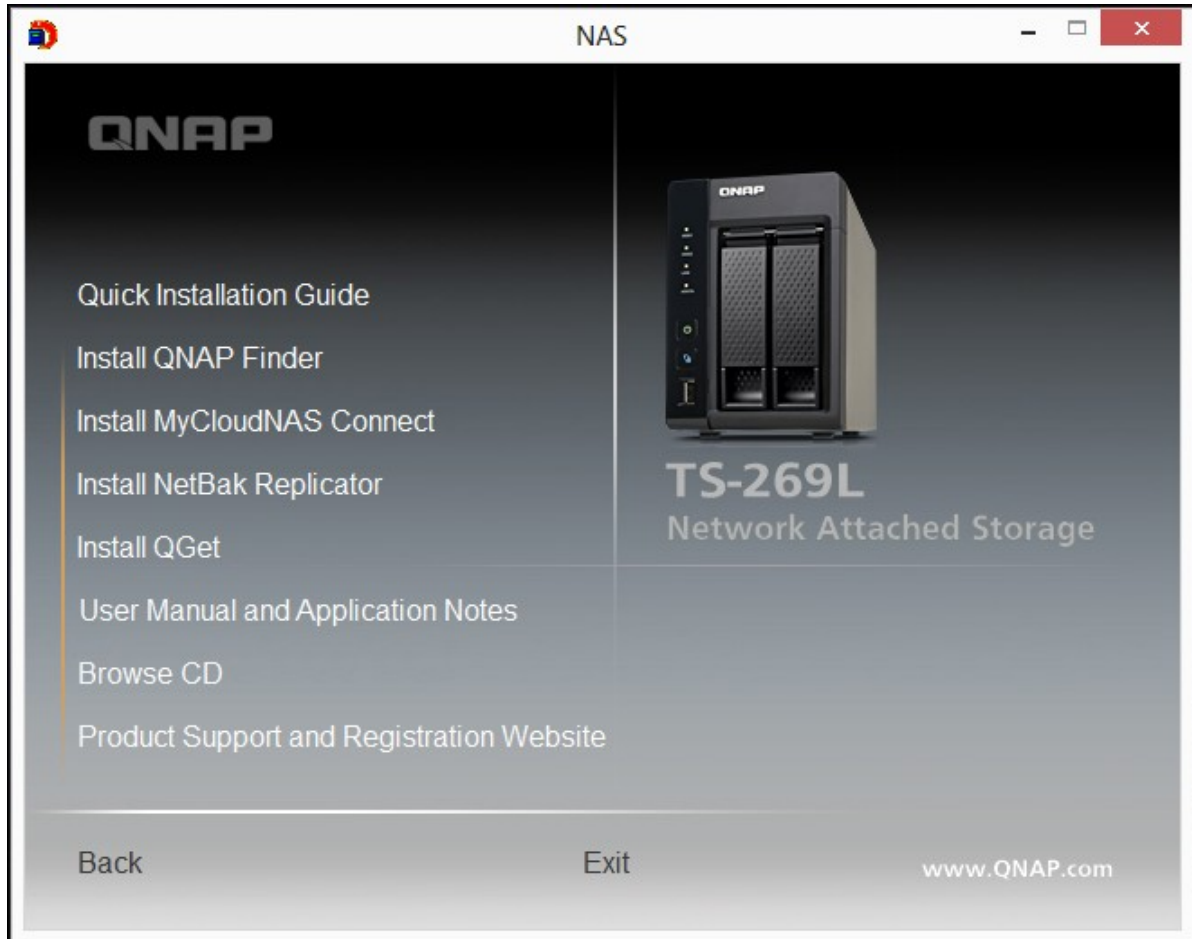 NAS
QNAP
QNAP
Quick Installation Guide
Install QNAP Finder
Install MyCloudNAS Connect
Install NetBak Replicator
Install QGet
User Manual and Application Notes
Browse CD
Product Support and Registration Website
TS-269L
Network Attached Storage
Back
Exit
www.QNAP.com